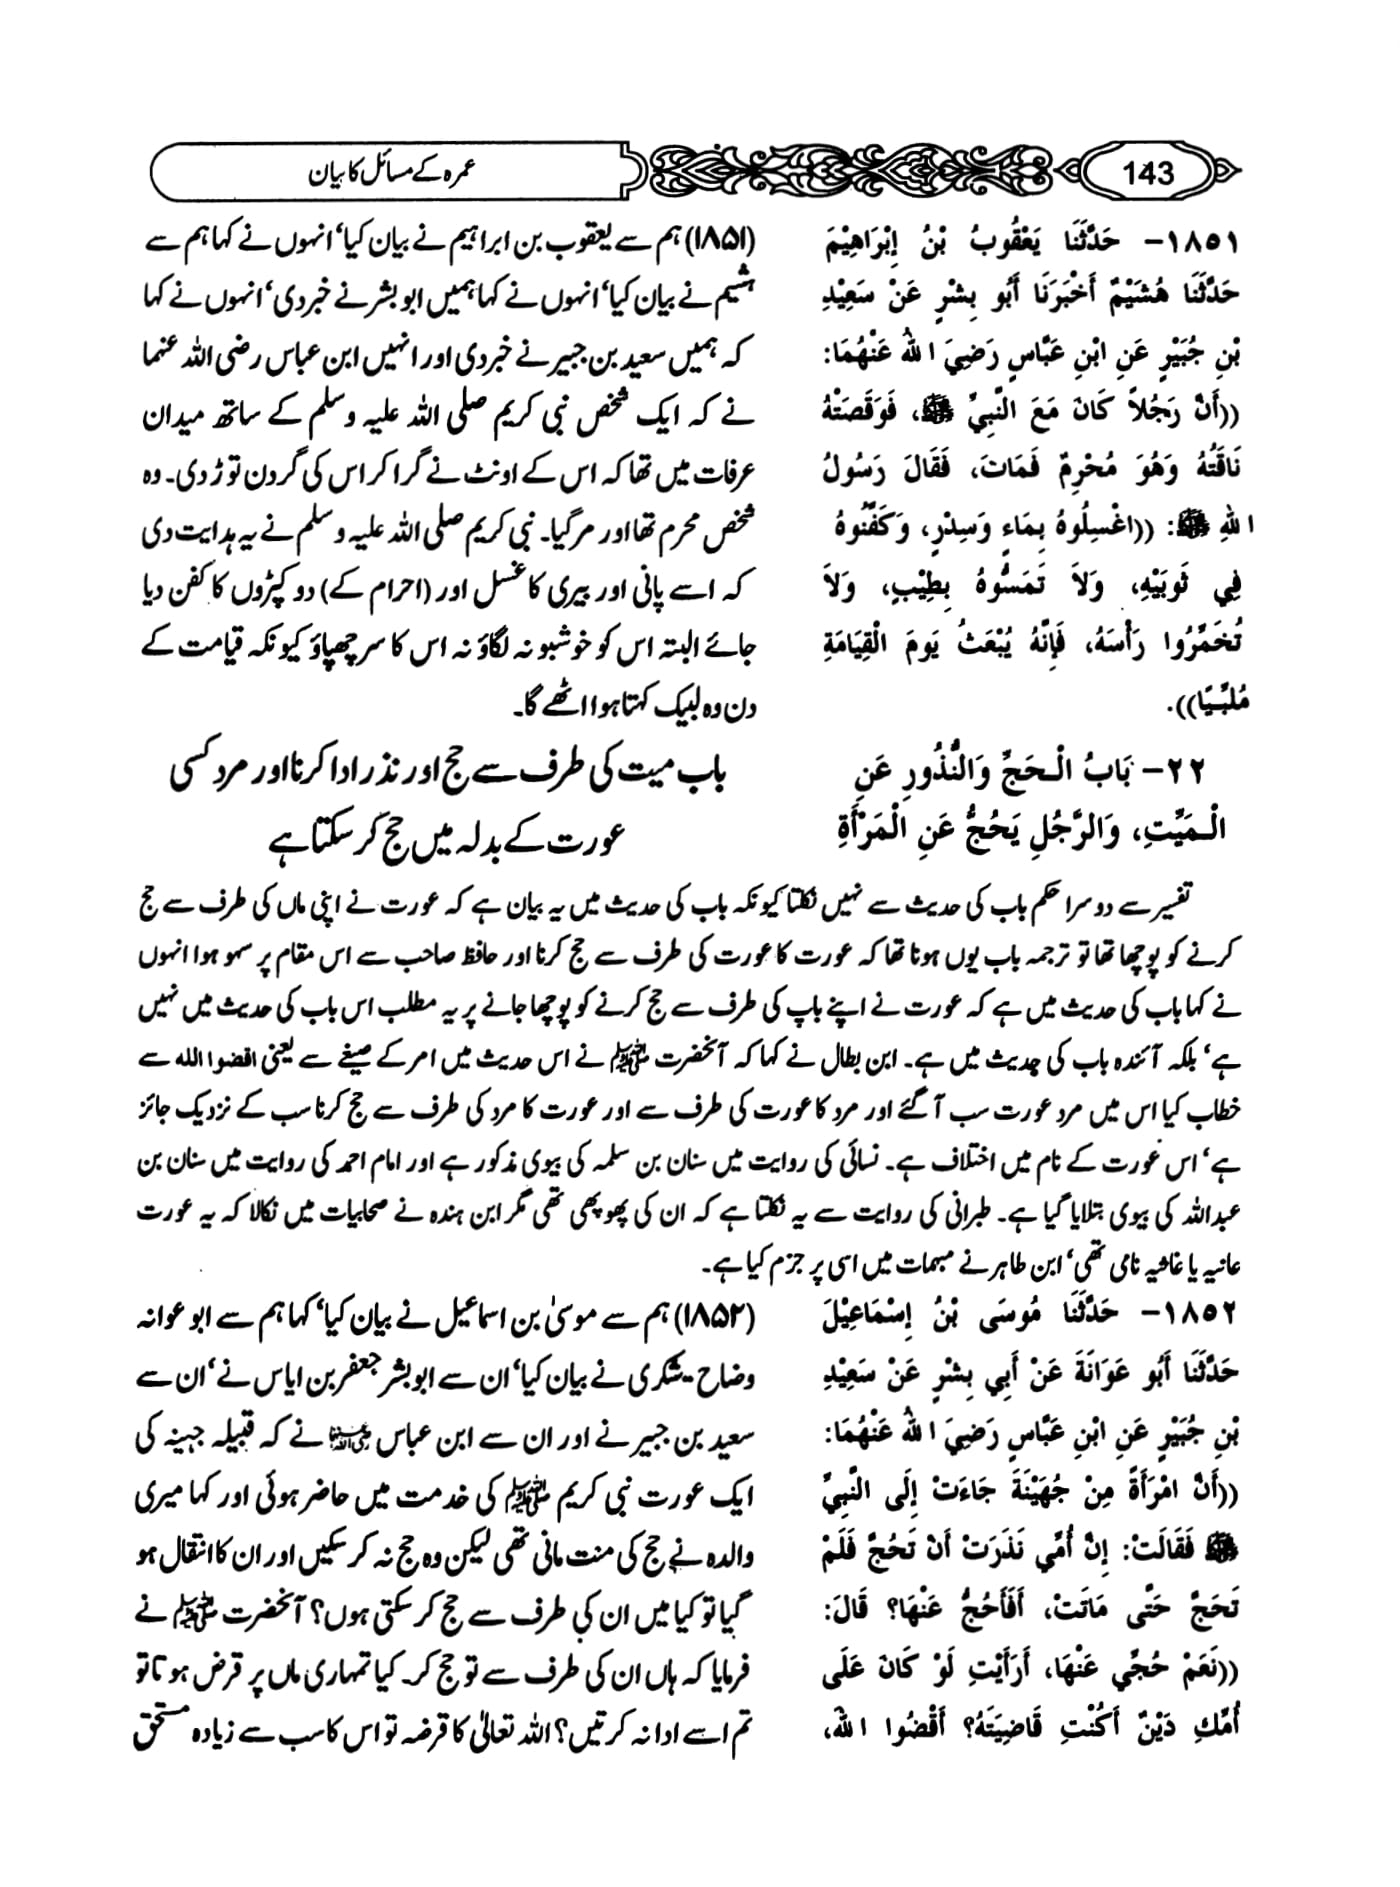 143
عمرہ کے مسائل کا بیان
١٨٥١- حَدَّثَنَا يَعْقُوبُ بْنُ إِبْرَاهِيْمَ
حَدَّثَنَا هُشَيْمٌ أَخْبَرَنَا أَبُو بِشْرٍ عَنْ سَعِيْدِ
بْنِ جُبَيْرٍ عَنِ ابْنِ عَبَّاسٍ رَضِيَ اللهُ عَنْهُمَا:
((أَنَّ رَجُلاً كَانَ مَعَ النَّبِيِّ ﷺ، فَوَقَصَتْهُ
نَاقَتُهُ وَهُوَ مُحْرِمٌ فَمَاتَ، فَقَالَ رَسُولُ
اللهِ ﷺ: ((اغْسِلُوهُ بِمَاءٍ وَسِدْرٍ، وَكَفِّنُوهُ
فِي ثَوبَيْهِ، وَلاَ تَمَسُّوهُ بِطِيْبٍ، وَلاَ
تُخَمِّرُوا رَأْسَهُ، فَإِنَّهُ يُبْعَثُ يَومَ الْقِيَامَةِ
مُلَبِّيًا)).
(۱۸۵۱) ہم سے یعقوب بن ابراہیم نے بیان کیا‘ انہوں نے کہا ہم سے
ہشیم نے بیان کیا‘ انہوں نے کہا ہمیں ابو بشر نے خبر دی‘ انہوں نے کہا
کہ ہمیں سعید بن جبیر نے خبر دی اور انہیں ابن عباس رضی اللہ عنہما
نے کہ ایک شخص نبی کریم صلی اللہ علیہ وسلم کے ساتھ میدان
عرفات میں تھا کہ اس کے اونٹ نے گرا کر اس کی گردن توڑ دی۔ وہ
شخص محرم تھا اور مر گیا۔ نبی کریم صلی اللہ علیہ وسلم نے یہ ہدایت دی
کہ اسے پانی اور بیری کا غسل اور (احرام کے) دو کپڑوں کا کفن دیا
جائے البتہ اس کو خوشبو نہ لگاؤ نہ اس کا سر چھپاؤ کیونکہ قیامت کے
دن وہ لبیک کہتا ہوا اٹھے گا۔
٢٢- بَابُ الْحَجِّ وَالنُّذُورِ عَنِ
الْمَيِّتِ، وَالرَّجُلِ يَحُجُّ عَنِ الْمَرْأَةِ
باب میت کی طرف سے حج اور نذر ادا کرنا اور مرد کسی
عورت کے بدلہ میں حج کر سکتا ہے
تفسیر سے دوسرا حکم باب کی حدیث سے نہیں نکلتا کیونکہ باب کی حدیث میں یہ بیان ہے کہ عورت نے اپنی ماں کی طرف سے حج
کرنے کو پوچھا تھا تو ترجمہ باب یوں ہونا تھا کہ عورت کا عورت کی طرف سے حج کرنا اور حافظ صاحب سے اس مقام پر سہو ہوا انہوں
نے کہا باب کی حدیث میں ہے کہ عورت نے اپنے باپ کی طرف سے حج کرنے کو پوچھا جانے پر یہ مطلب اس باب کی حدیث میں نہیں
ہے‘ بلکہ آئندہ باب کی حدیث میں ہے۔ ابن بطال نے کہا کہ آنحضرت ﷺ نے اس حدیث میں امر کے صیغے سے یعنی اقضوا الله سے
خطاب کیا اس میں مرد عورت سب آ گئے اور مرد کا عورت کی طرف سے اور عورت کا مرد کی طرف سے حج کرنا سب کے نزدیک جائز
ہے‘ اس عورت کے نام میں اختلاف ہے۔ نسائی کی روایت میں سنان بن سلمہ کی بیوی مذکور ہے اور امام احمد کی روایت میں سنان بن
عبداللہ کی بیوی بتلایا گیا ہے۔ طبرانی کی روایت سے یہ نکلتا ہے کہ ان کی پھوپھی تھی مگر ابن ہندہ نے صحابیات میں نکالا کہ یہ عورت
عانیہ یا غاشیہ نامی تھی‘ ابن طاہر نے مبہمات میں اسی پر جزم کیا ہے۔
١٨٥٢- حَدَّثَنَا مُوسَى بْنُ إِسْمَاعِيْلَ
حَدَّثَنَا أَبُو عَوَانَةَ عَنْ أَبِي بِشْرٍ عَنْ سَعِيْدِ
بْنِ جُبَيْرٍ عَنِ ابْنِ عَبَّاسٍ رَضِيَ اللهُ عَنْهُمَا:
((أَنَّ امْرَأَةً مِنْ جُهَيْنَةَ جَاءَتْ إِلَى النَّبِيِّ
ﷺ فَقَالَتْ: إِنَّ أُمِّي نَذَرَتْ أَنْ تَحُجَّ فَلَمْ
تَحَجَّ حَتَّى مَاتَتْ، أَفَأَحُجُّ عَنْهَا؟ قَالَ:
((نَعَمْ حُجِّي عَنْهَا، أَرَأَيْتِ لَوْ كَانَ عَلَى
أُمِّكِ دَيْنٌ أَكُنْتِ قَاضِيَتَهُ؟ أَقْضُوا اللهَ،
(۱۸۵۲) ہم سے موسیٰ بن اسماعیل نے بیان کیا‘ کہا ہم سے ابو عوانہ
وضاح یشکری نے بیان کیا‘ ان سے ابو بشر جعفر بن ایاس نے‘ ان سے
سعید بن جبیر نے اور ان سے ابن عباس رضی اللہ عنہما نے کہ قبیلہ جہینہ کی
ایک عورت نبی کریم ﷺ کی خدمت میں حاضر ہوئی اور کہا میری
والدہ نے حج کی منت مانی تھی لیکن وہ حج نہ کر سکیں اور ان کا انتقال ہو
گیا تو کیا میں ان کی طرف سے حج کر سکتی ہوں؟ آنحضرت ﷺ نے
فرمایا کہ ہاں ان کی طرف سے تو حج کر۔ کیا تمہاری ماں پر قرض ہوتا تو
تم اسے ادا نہ کرتیں؟ اللہ تعالیٰ کا قرضہ تو اس کا سب سے زیادہ مستحق